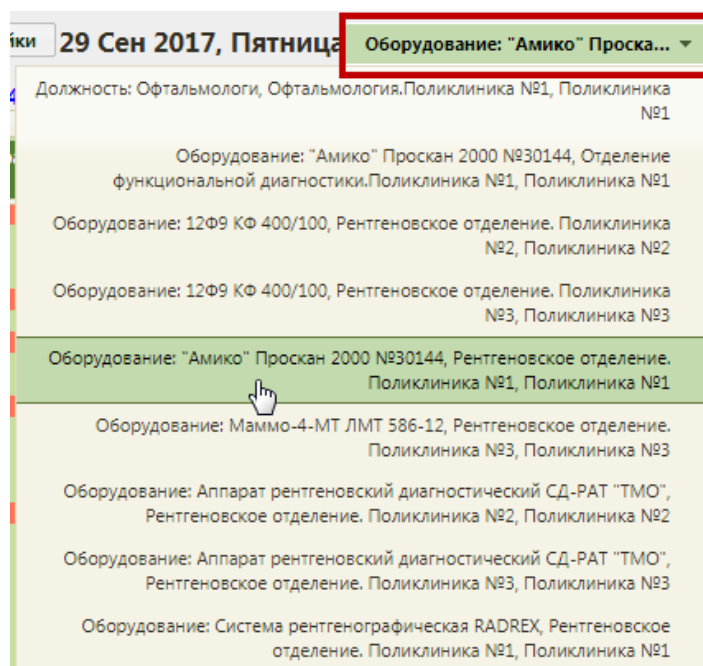 йки 29 Сен 2017, Пятница Оборудование: "Амико" Проска...
Должность: Офтальмологи, Офтальмология.Поликлиника №1, Поликлиника
№1
Оборудование: "Амико" Проскан 2000 №30144, Отделение
функциональной диагностики.Поликлиника №1, Поликлиника №1
Оборудование: 12Ф9 КФ 400/100, Рентгеновское отделение. Поликлиника
№2, Поликлиника №2
Оборудование: 12Ф9 КФ 400/100, Рентгеновское отделение. Поликлиника
№3, Поликлиника №3
Оборудование: "Амико" Проскан 2000 №30144, Рентгеновское отделение.
Поликлиника №1, Поликлиника №1
Оборудование: Маммо-4-МТ ЛМТ 586-12, Рентгеновское отделение.
Поликлиника №3, Поликлиника №3
Оборудование: Аппарат рентгеновский диагностический СД-РАТ "ТМО",
Рентгеновское отделение. Поликлиника №2, Поликлиника №2
Оборудование: Аппарат рентгеновский диагностический СД-РАТ "ТМО",
Рентгеновское отделение. Поликлиника №3, Поликлиника №3
Оборудование: Система рентгенографическая RADREX, Рентгеновское
отделение. Поликлиника №1, Поликлиника №1